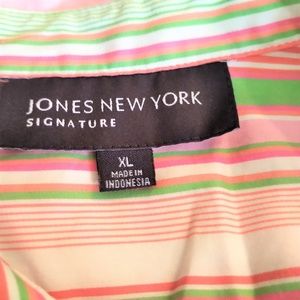 JONES NEW YORK
SIGNATURE
XL
MADE IN
INDONESIA